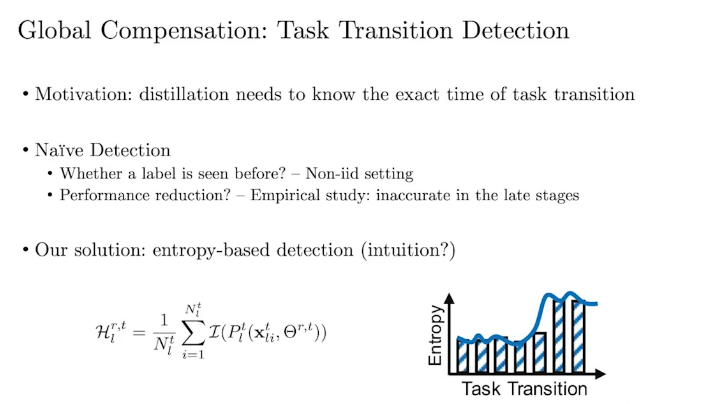 Global Compensation: Task Transition Detection
• Motivation: distillation needs to know the exact time of task transition
• Naïve Detection
• Whether a label is seen before? – Non-iid setting
• Performance reduction? – Empirical study: inaccurate in the late stages
• Our solution: entropy-based detection (intuition?)
$\mathcal{H}_l^{r,t} = \frac{1}{N_l^t} \sum_{i=1}^{N_l^t} \mathcal{I}(P_l^t(\mathbf{x}_{li}^t, \Theta^{r,t}))$
Entropy
Task Transition